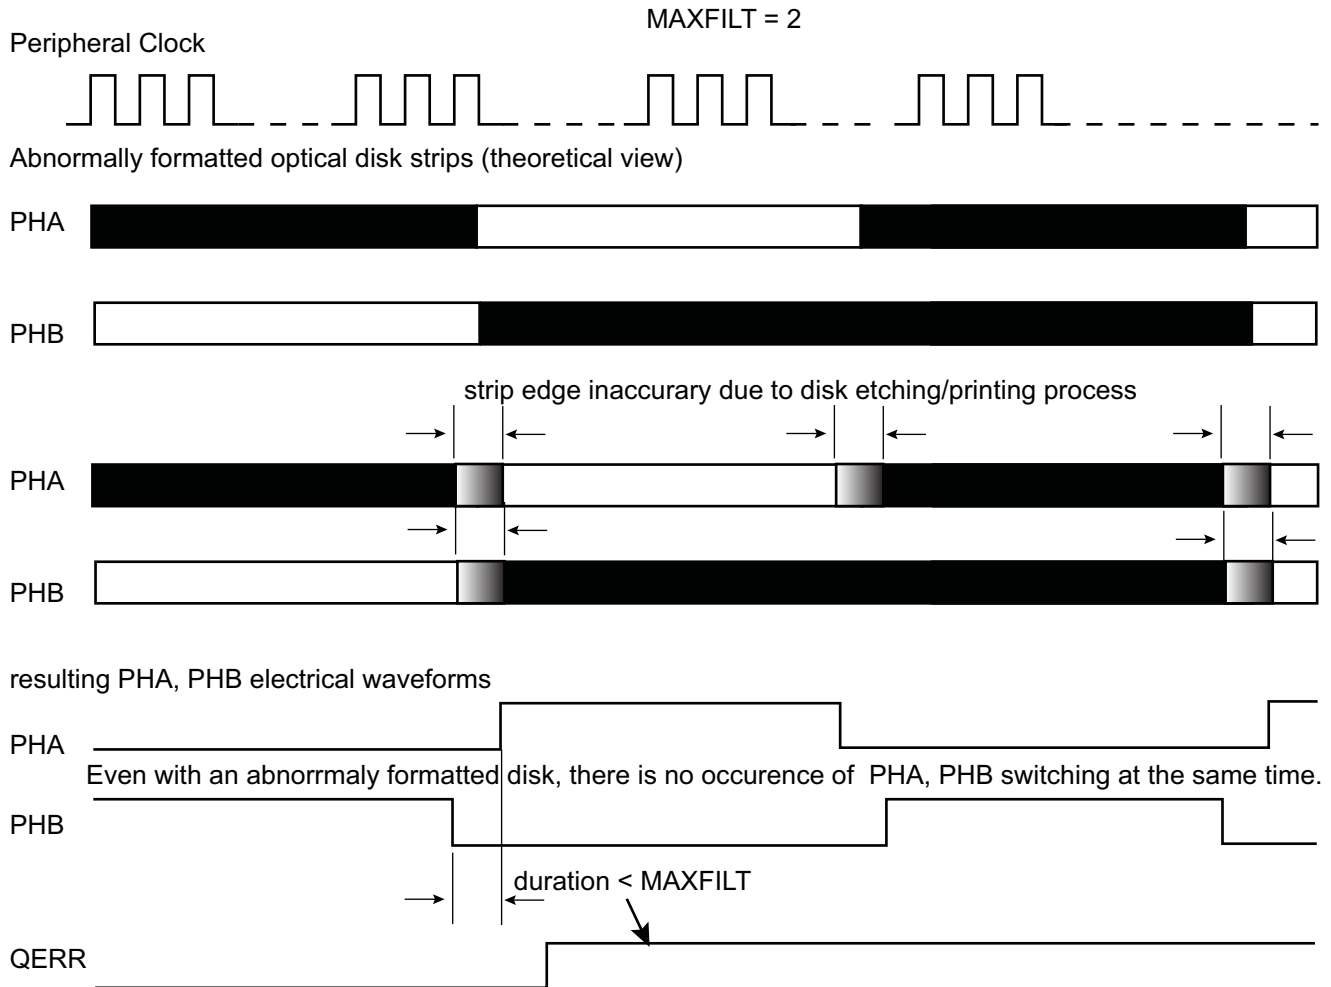 MAXFILT = 2
Peripheral Clock
Abnormally formatted optical disk strips (theoretical view)
PHA
PHB
strip edge inaccurary due to disk etching/printing process
PHA
PHB
resulting PHA, PHB electrical waveforms
PHA
Even with an abnorrmaly formatted disk, there is no occurence of PHA, PHB switching at the same time.
PHB
duration < MAXFILT
QERR